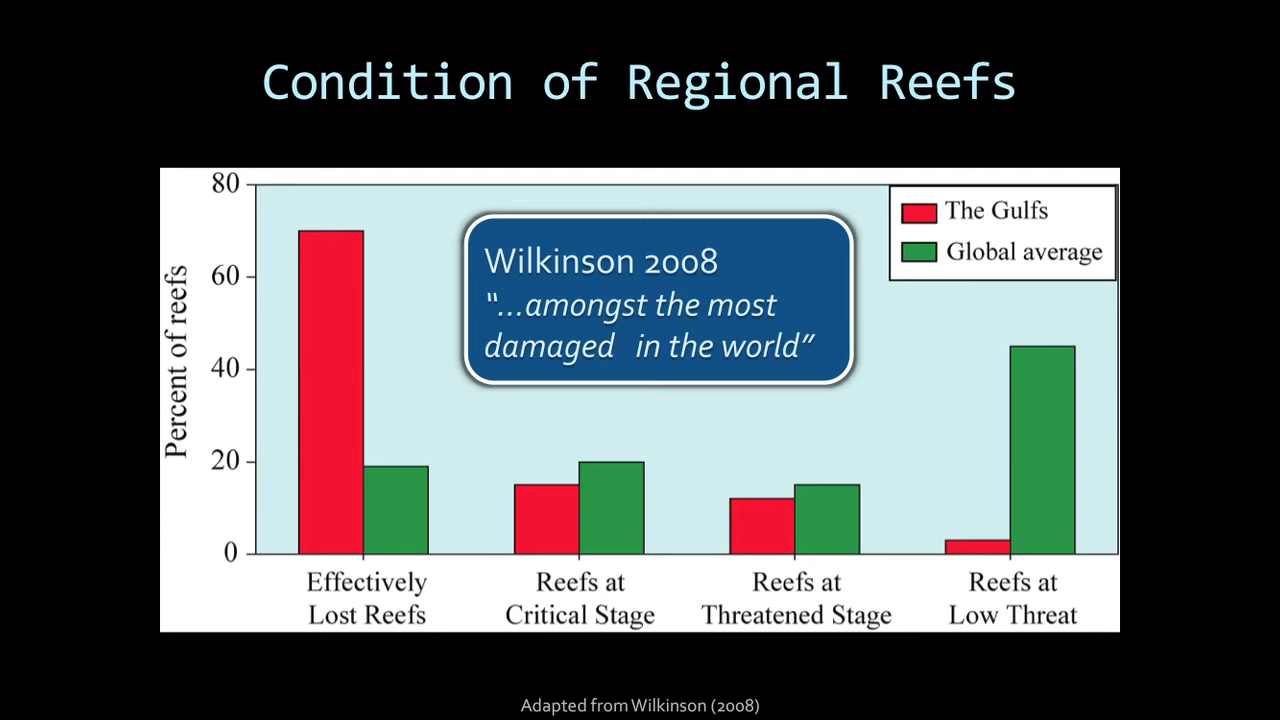 Condition of Regional Reefs
80
60
40
20
0
Percent of reefs
Wilkinson 2008
“…amongst the most
damaged in the world”
The Gulfs
Global average
Effectively
Lost Reefs
Reefs at
Critical Stage
Reefs at
Threatened Stage
Reefs at
Low Threat
Adapted from Wilkinson (2008)